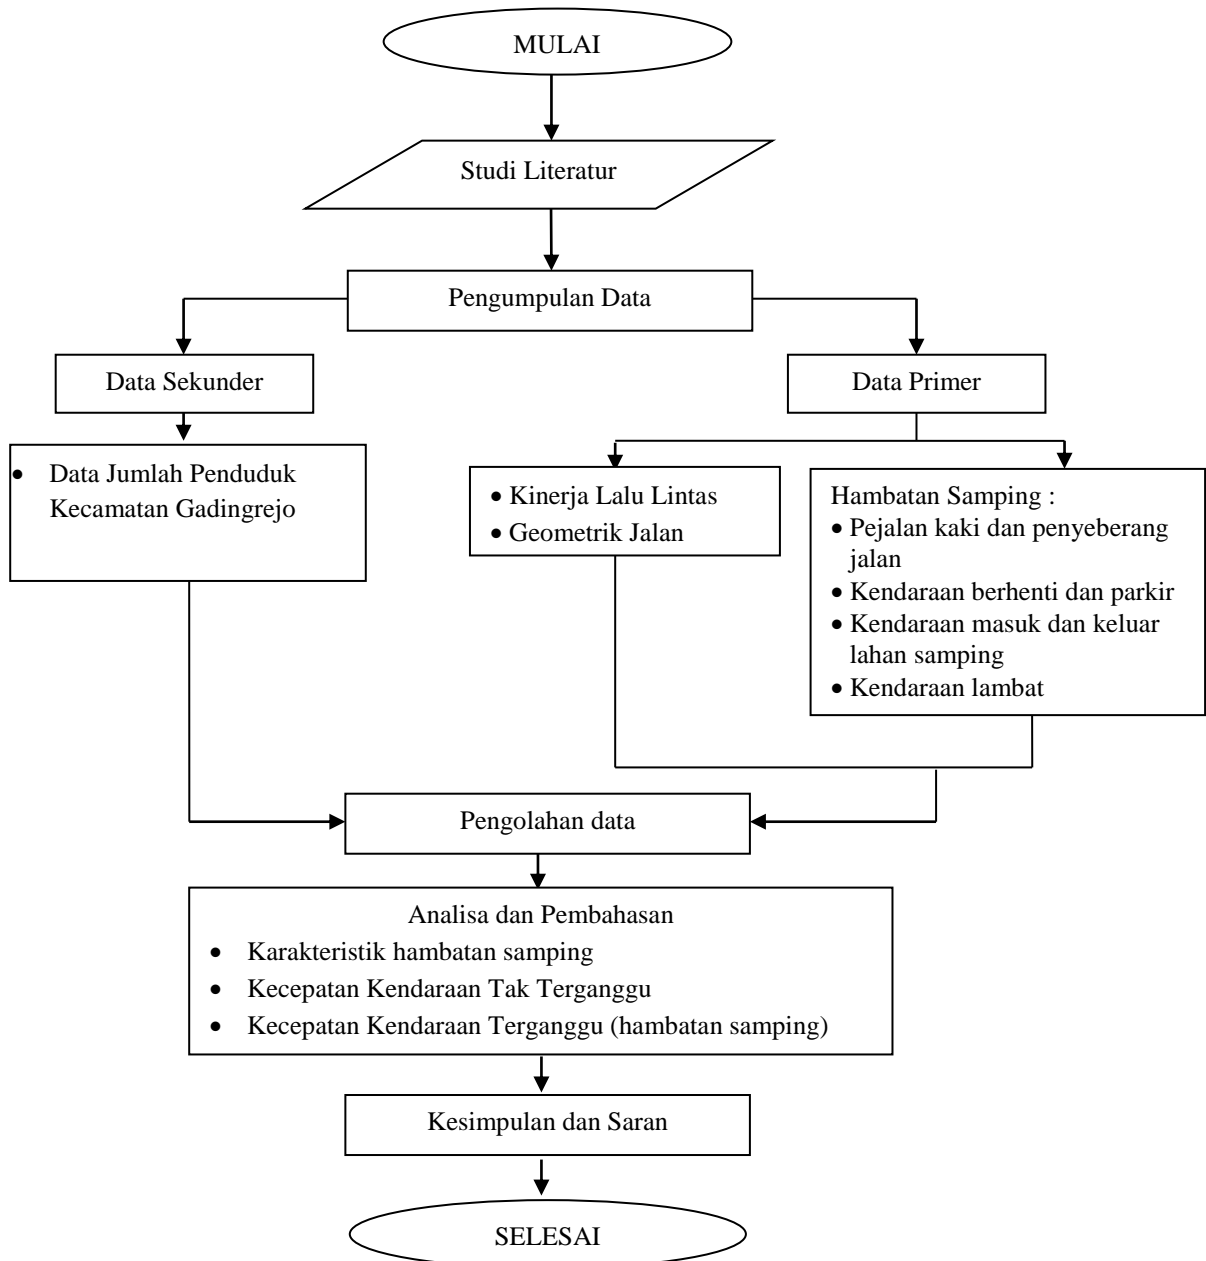 MULAI
Studi Literatur
Pengumpulan Data
Data Sekunder
Data Primer
• Data Jumlah Penduduk
Kecamatan Gadingrejo
• Kinerja Lalu Lintas
• Geometrik Jalan
Hambatan Samping :
• Pejalan kaki dan penyeberang
jalan
• Kendaraan berhenti dan parkir
• Kendaraan masuk dan keluar
lahan samping
• Kendaraan lambat
Pengolahan data
Analisa dan Pembahasan
• Karakteristik hambatan samping
• Kecepatan Kendaraan Tak Terganggu
• Kecepatan Kendaraan Terganggu (hambatan samping)
Kesimpulan dan Saran
SELESAI